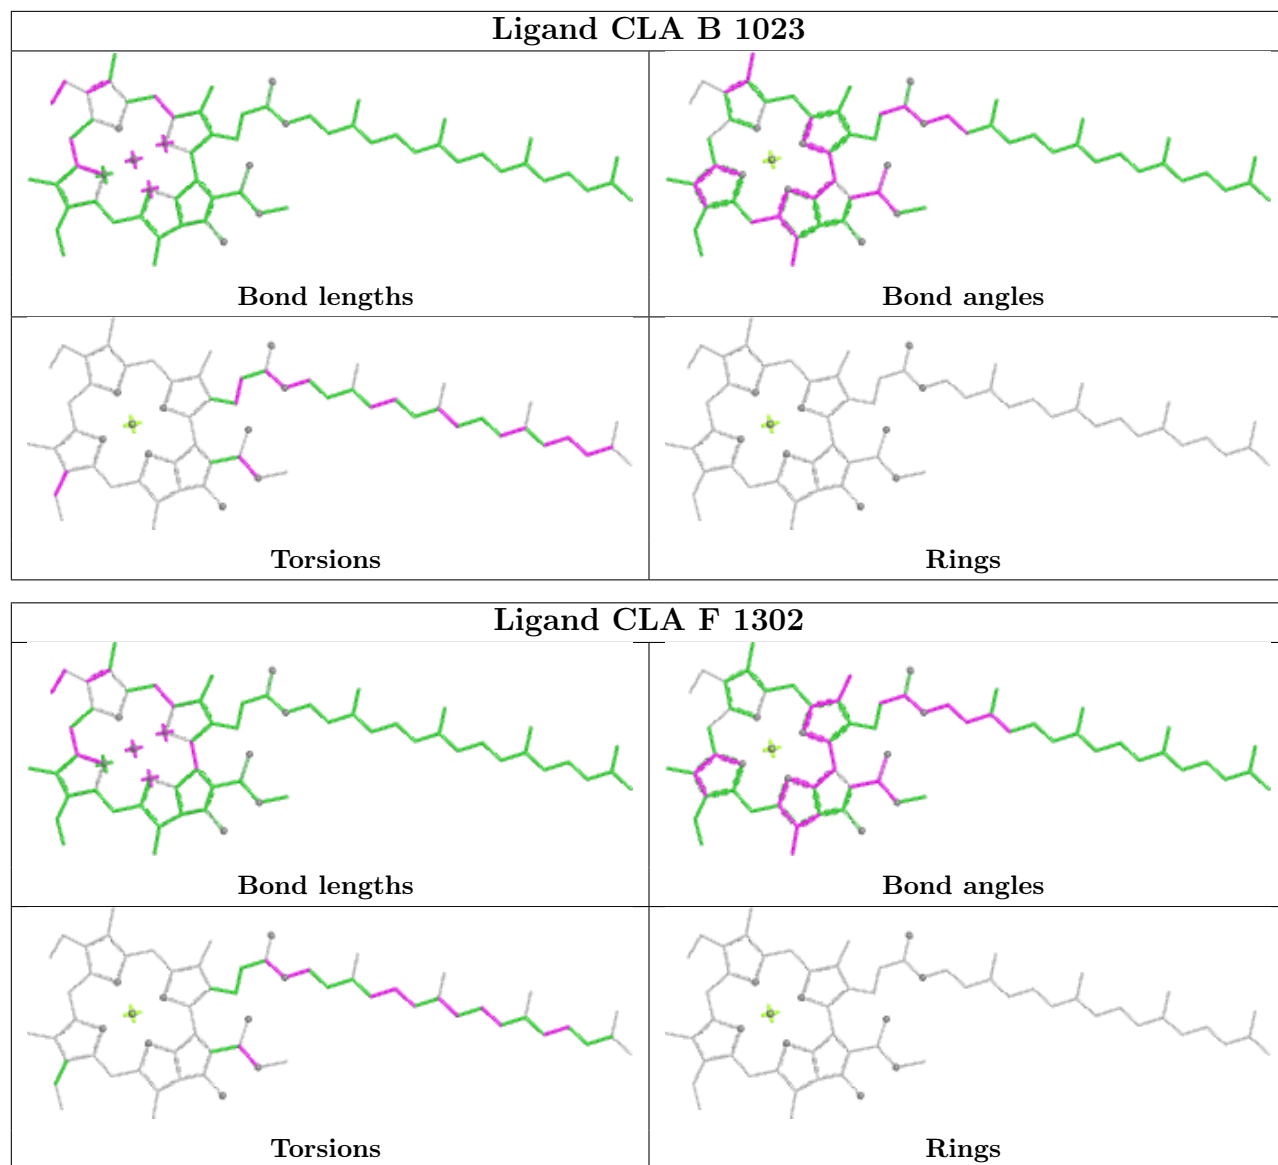 Ligand CLA B 1023
Bond lengths
Bond angles
Torsions
Rings
Ligand CLA F 1302
Bond lengths
Bond angles
Torsions
Rings